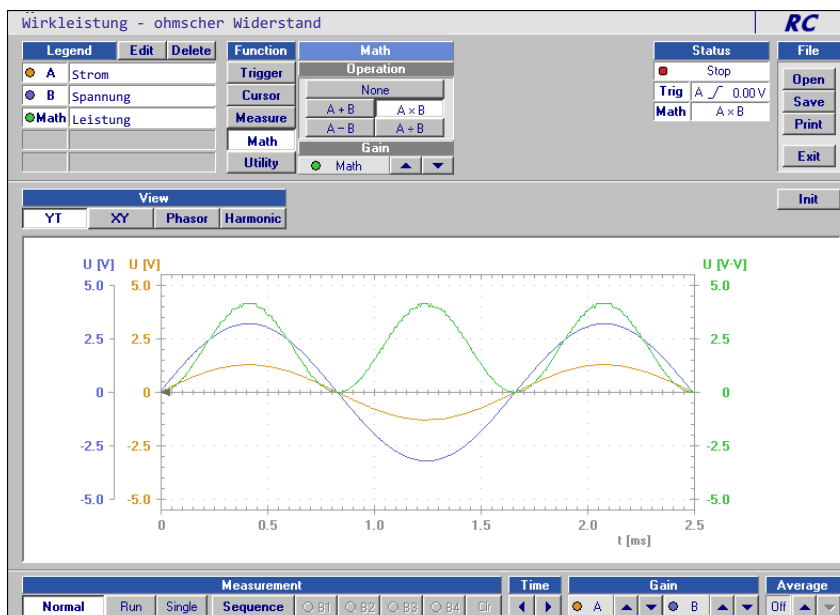 Wirkleistung - ohmscher Widerstand
RC
Legend Edit Delete
A Strom
B Spannung
Math Leistung
Function
Trigger
Cursor
Measure
Math
Utility
Math
Operation
None
A + B A × B
A − B A ÷ B
Gain
Math
Status
Stop
Trig A 0.00 V
Math A × B
File
Open
Save
Print
Exit
Init
View
YT XY Phasor Harmonic
U [V] U [V] U [V·V]
5.0 5.0 5.0
2.5 2.5 2.5
0 0 0
-2.5 -2.5 -2.5
-5.0 -5.0 -5.0
0 0.5 1.0 1.5 2.0 2.5
t [ms]
Measurement Time Gain Average
Normal Run Single Sequence B1 B2 B3 B4 Clr A B Off